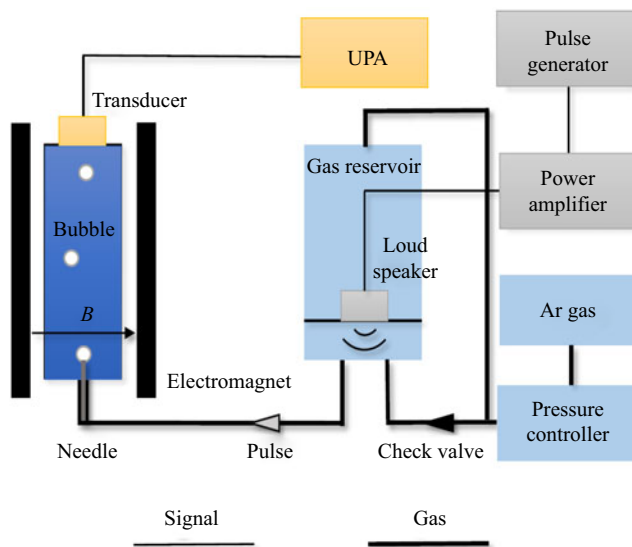 UPA
Pulse
generator
Transducer
Gas reservoir
Power
amplifier
Bubble
Loud
speaker
B
Ar gas
Electromagnet
Pressure
controller
Needle
Pulse
Check valve
Signal
Gas